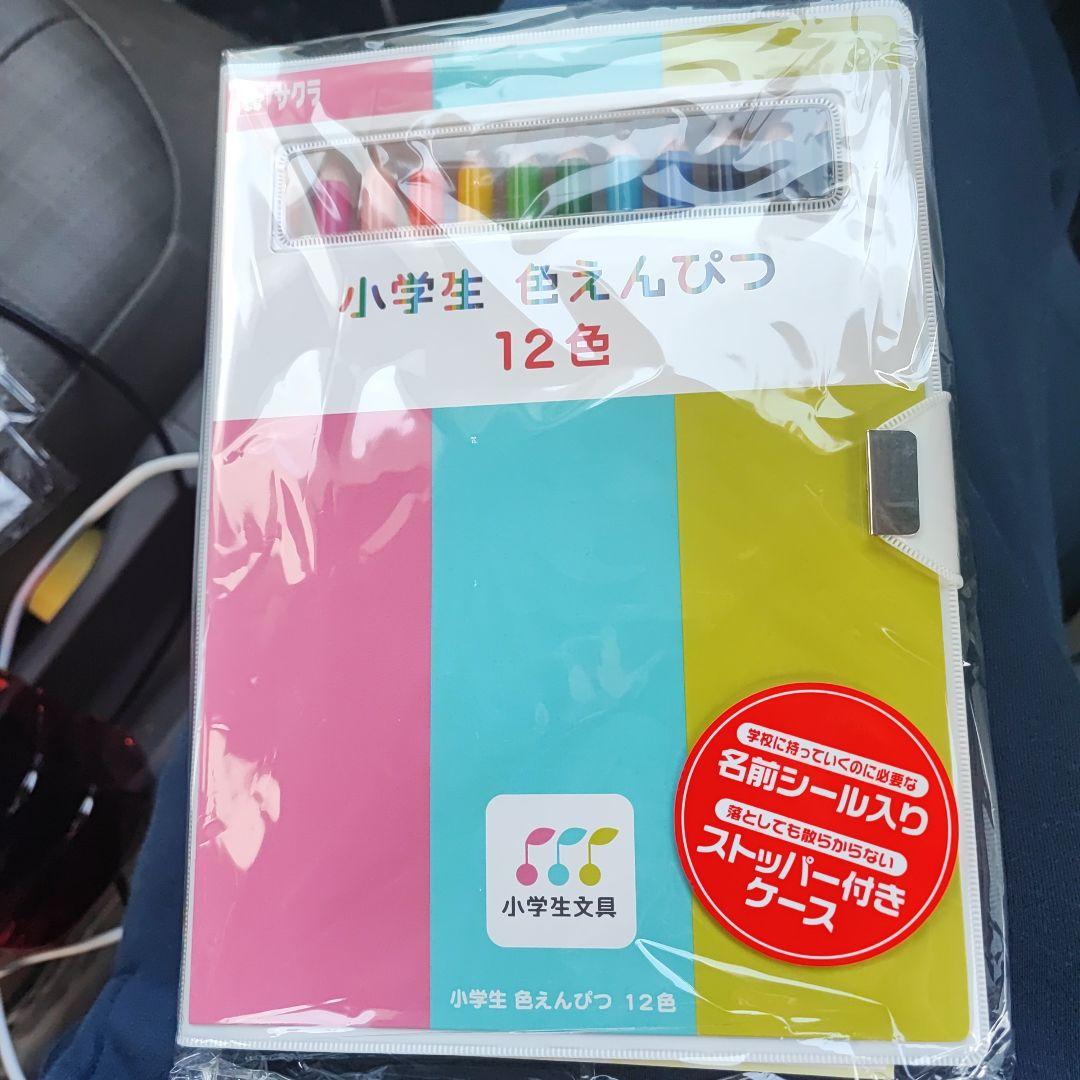 サクラ
小学生 色えんぴつ
12色
学校に持っていくのに必要な
名前シール入り
落としても散らからない
ストッパー付き
ケース
小学生文具
小学生 色えんぴつ 12色